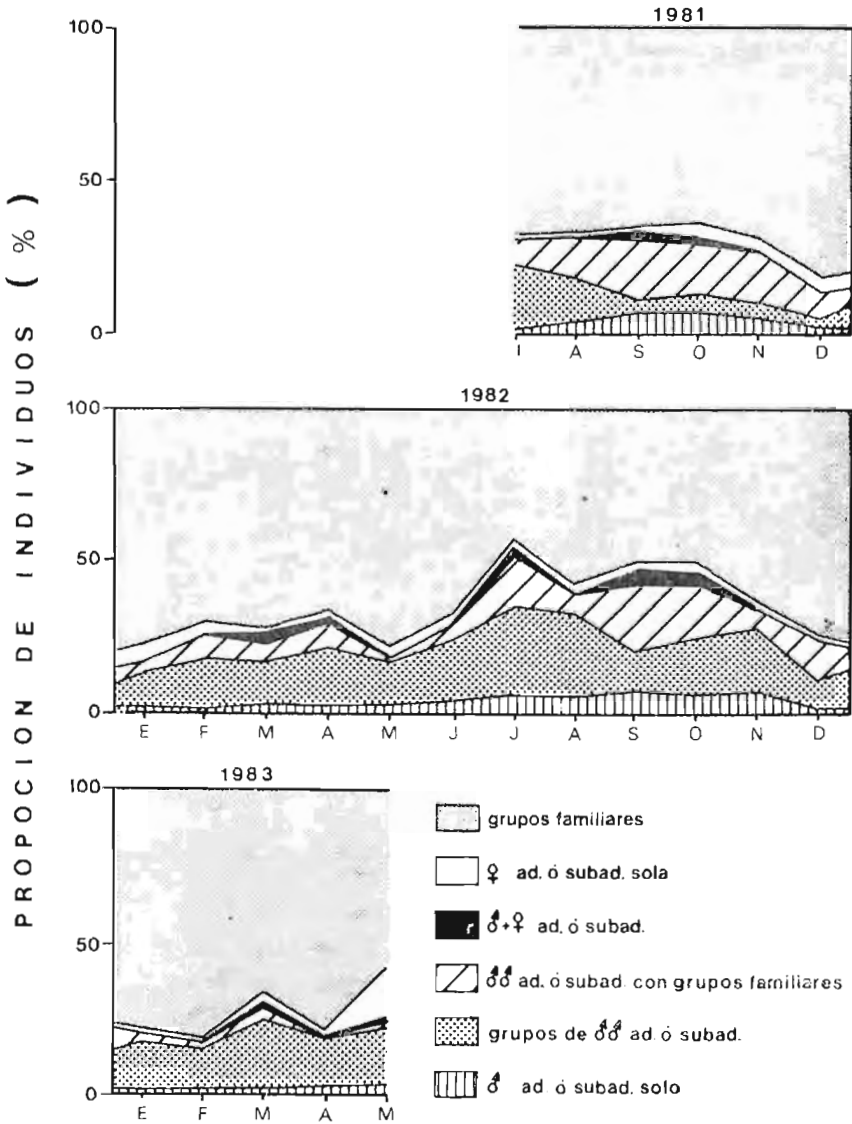 PROPOCION DE INDIVIDUOS ( % )
1981
100
50
0
J A S O N D
1982
100
50
0
E F M A M J J A S O N D
1983
100
50
0
E F M A M
grupos familiares
♀ ad. ó subad. sola
♂+♀ ad. ó subad.
♂♂ ad. ó subad. con grupos familiares
grupos de ♂♂ ad. ó subad.
♂ ad. ó subad. solo